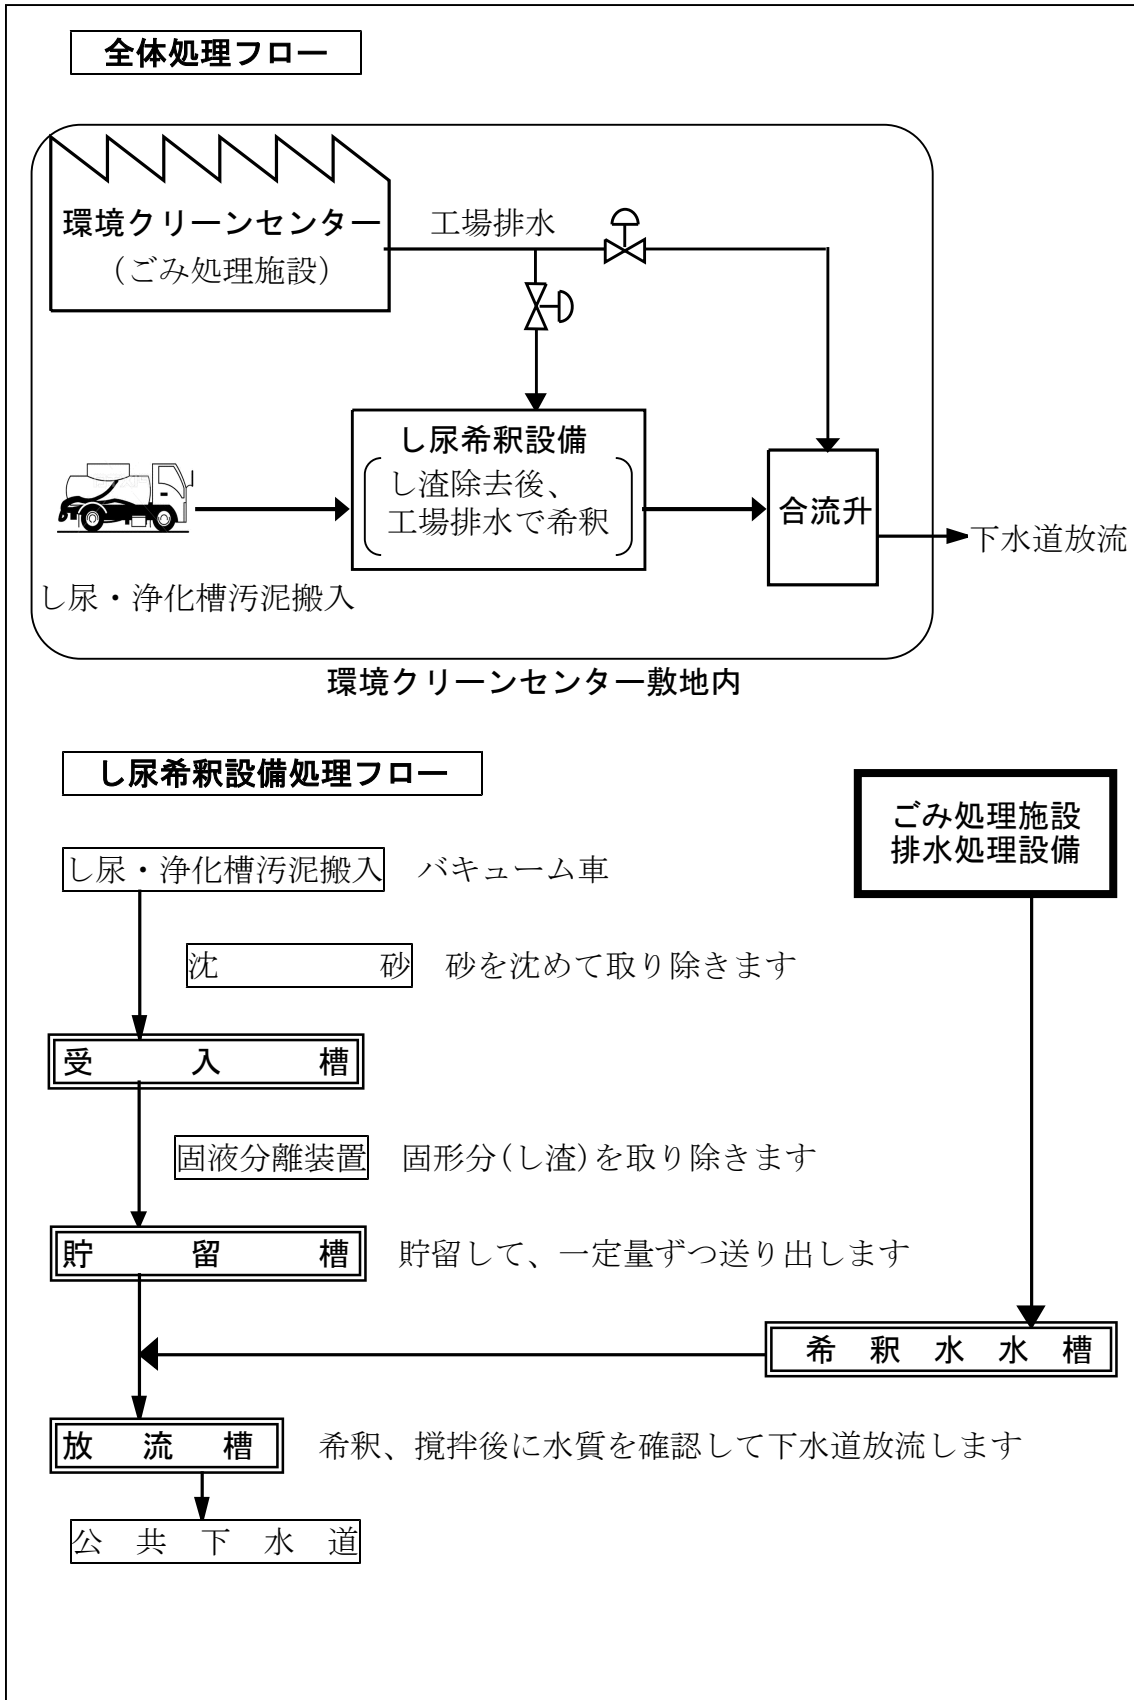 全体処理フロー
環境クリーンセンター
（ごみ処理施設）
工場排水
し尿希釈設備
し渣除去後、
工場排水で希釈
合流升
下水道放流
し尿・浄化槽汚泥搬入
環境クリーンセンター敷地内
し尿希釈設備処理フロー
ごみ処理施設
排水処理設備
し尿・浄化槽汚泥搬入　バキューム車
沈　　　　　砂　砂を沈めて取り除きます
受　　　入　　　槽
固液分離装置　固形分(し渣)を取り除きます
貯　　　留　　　槽　貯留して、一定量ずつ送り出します
希　釈　水　水　槽
放　流　槽　希釈、撹拌後に水質を確認して下水道放流します
公　共　下　水　道